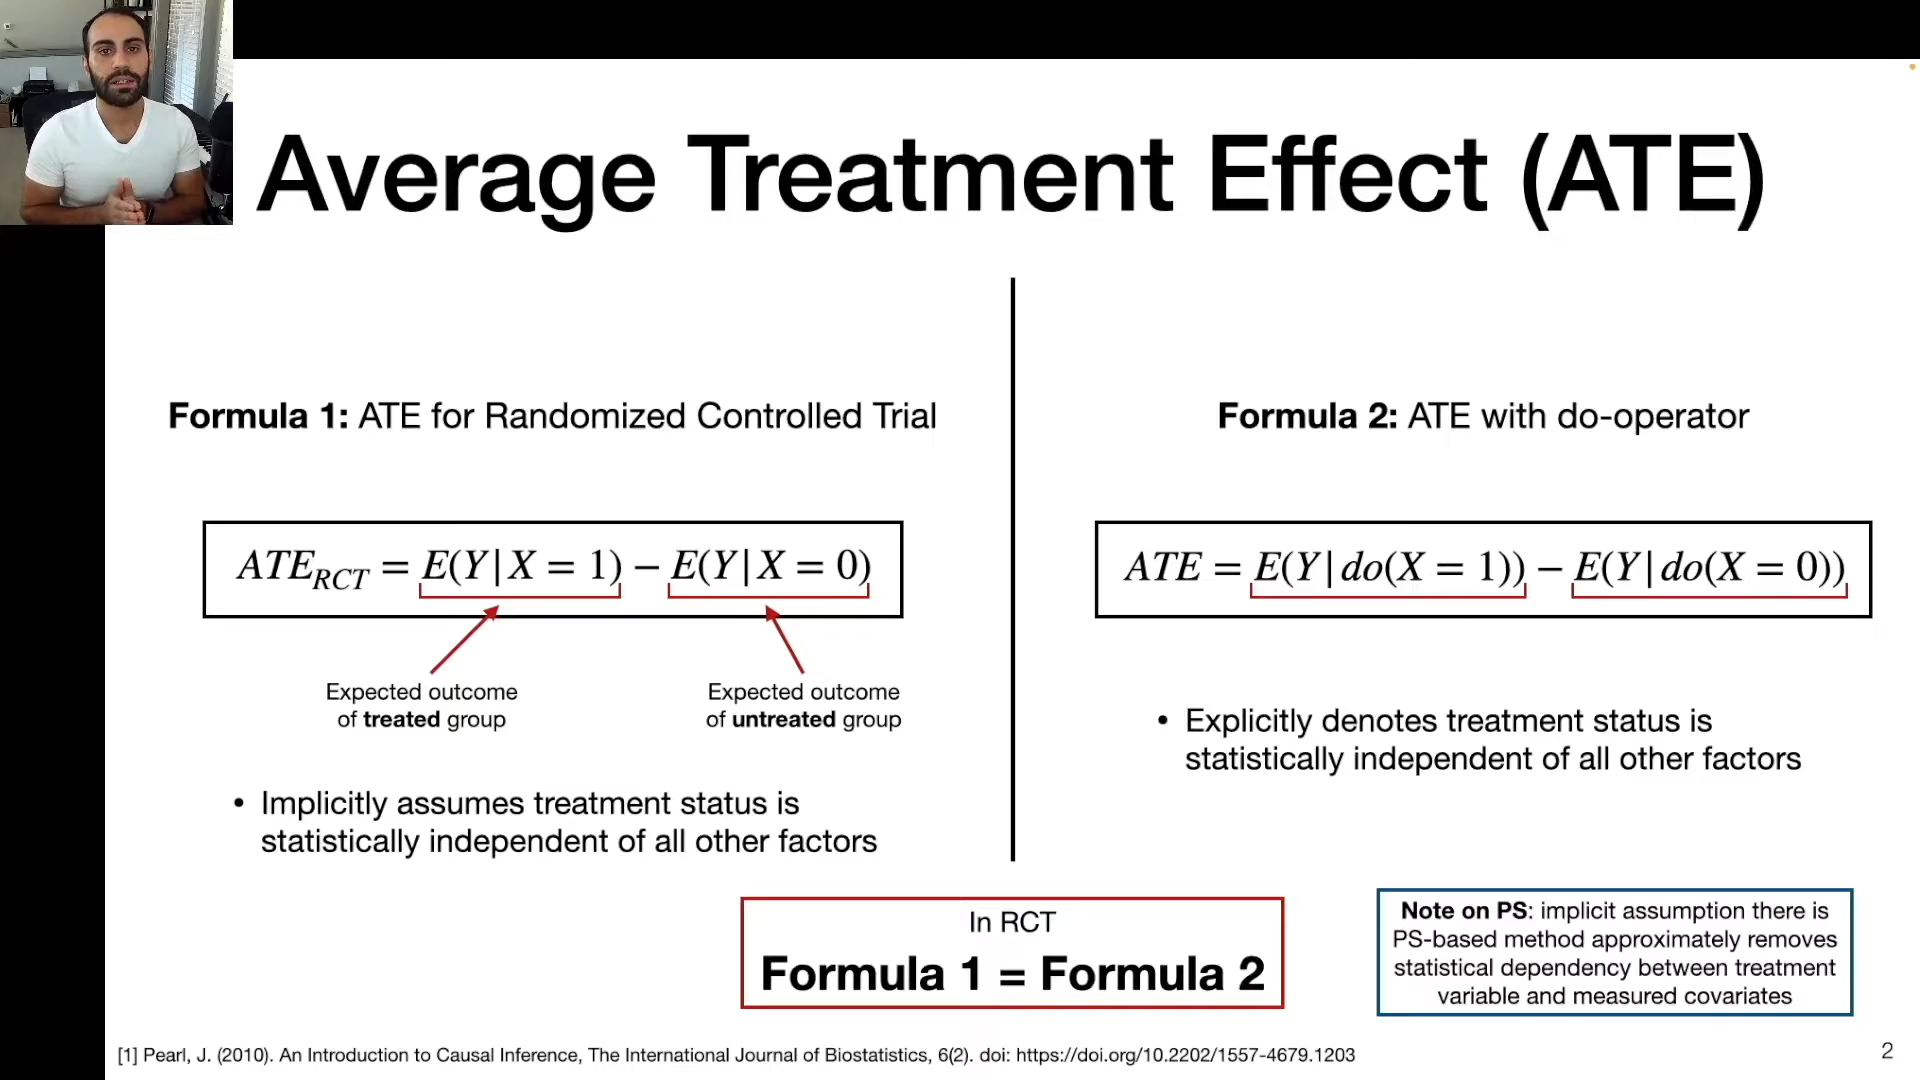 Average Treatment Effect (ATE)
Formula 1: ATE for Randomized Controlled Trial
ATE_{RCT} = E(Y|X = 1) − E(Y|X = 0)
Expected outcome
of treated group
Expected outcome
of untreated group
• Implicitly assumes treatment status is
statistically independent of all other factors
Formula 2: ATE with do-operator
ATE = E(Y|do(X = 1)) − E(Y|do(X = 0))
• Explicitly denotes treatment status is
statistically independent of all other factors
In RCT
Formula 1 = Formula 2
Note on PS: implicit assumption there is
PS-based method approximately removes
statistical dependency between treatment
variable and measured covariates
[1] Pearl, J. (2010). An Introduction to Causal Inference, The International Journal of Biostatistics, 6(2). doi: https://doi.org/10.2202/1557-4679.1203
2